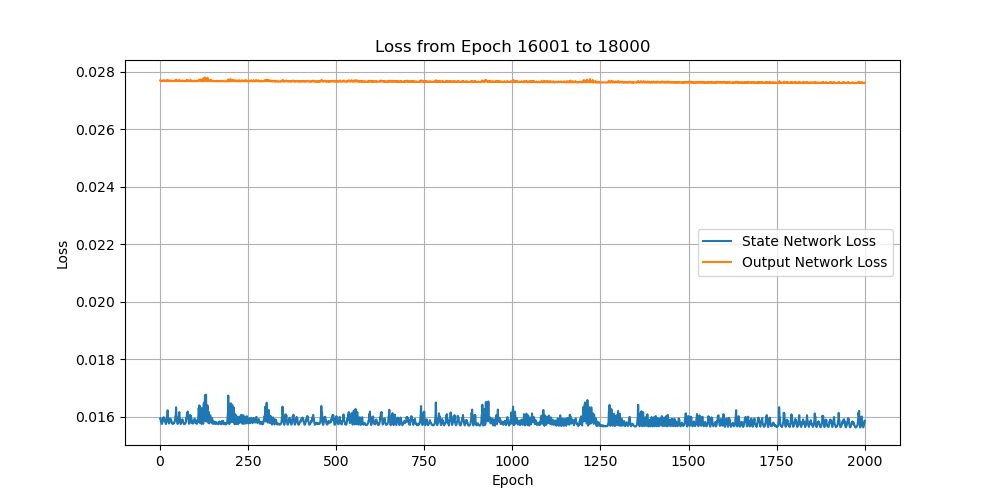 Loss from Epoch 16001 to 18000
0.028
0.026
0.024
0.022
0.020
0.018
0.016
Loss
State Network Loss
Output Network Loss
0 250 500 750 1000 1250 1500 1750 2000
Epoch